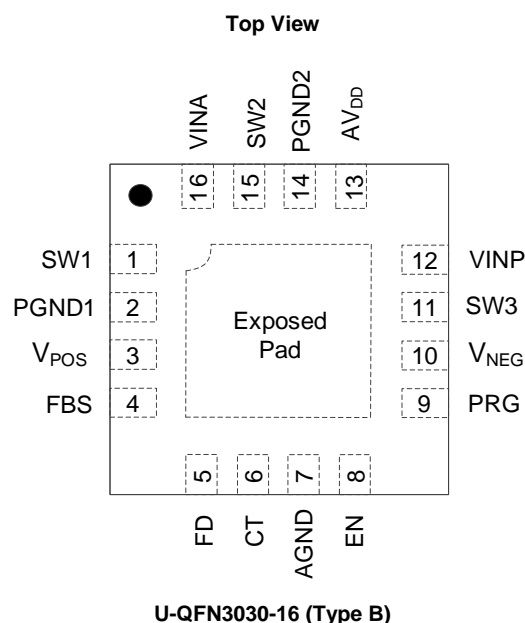 Top View
VINA
SW2
PGND2
AVDD
16
15
14
13
SW1 1
PGND1 2
VPOS 3
FBS 4
Exposed
Pad
12 VINP
11 SW3
10 VNEG
9 PRG
5
6
7
8
FD
CT
AGND
EN
U-QFN3030-16 (Type B)